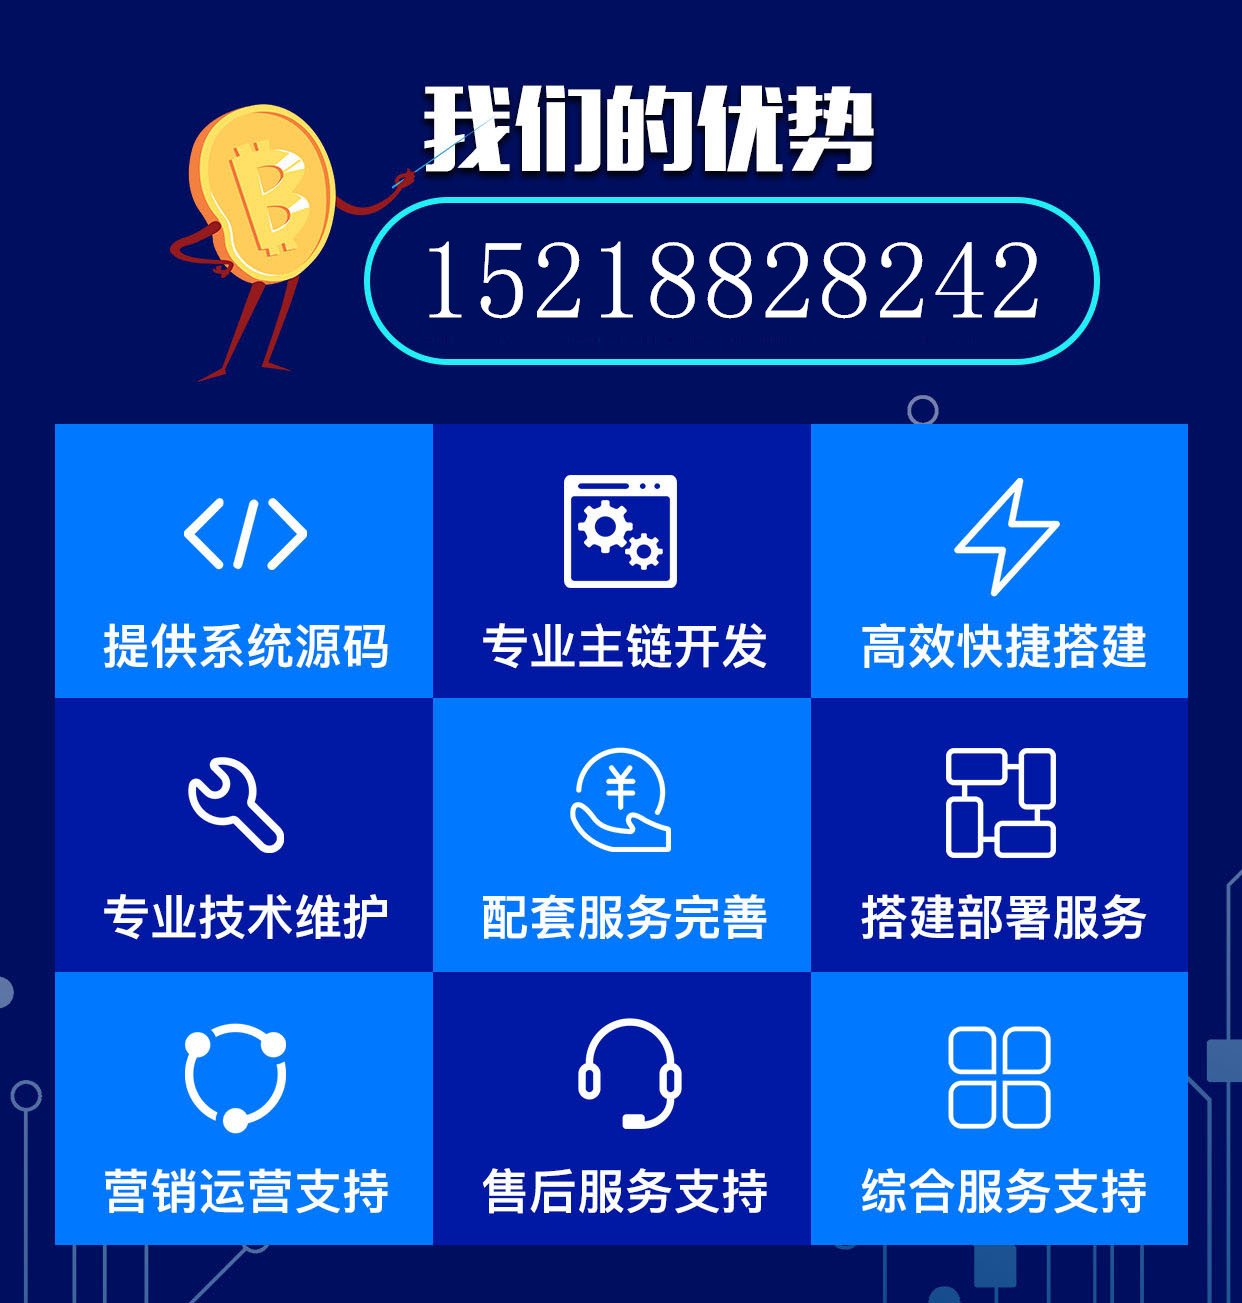 我们的优势
15218828242
提供系统源码
专业主链开发
高效快捷搭建
专业技术维护
配套服务完善
搭建部署服务
营销运营支持
售后服务支持
综合服务支持